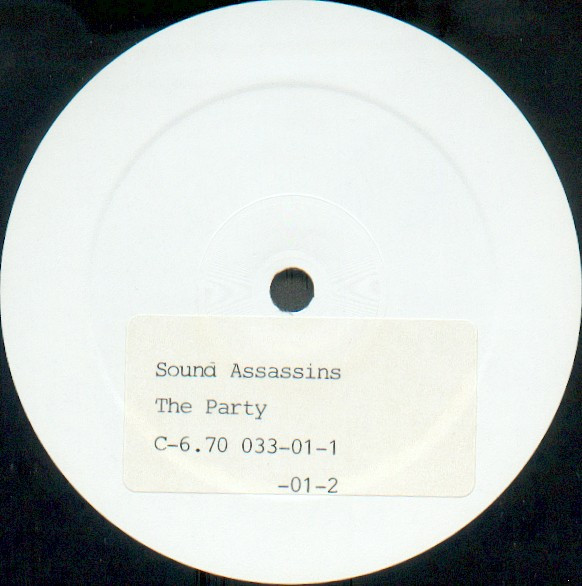 Sound Assassins
The Party
C-6.70 033-01-1
-01-2